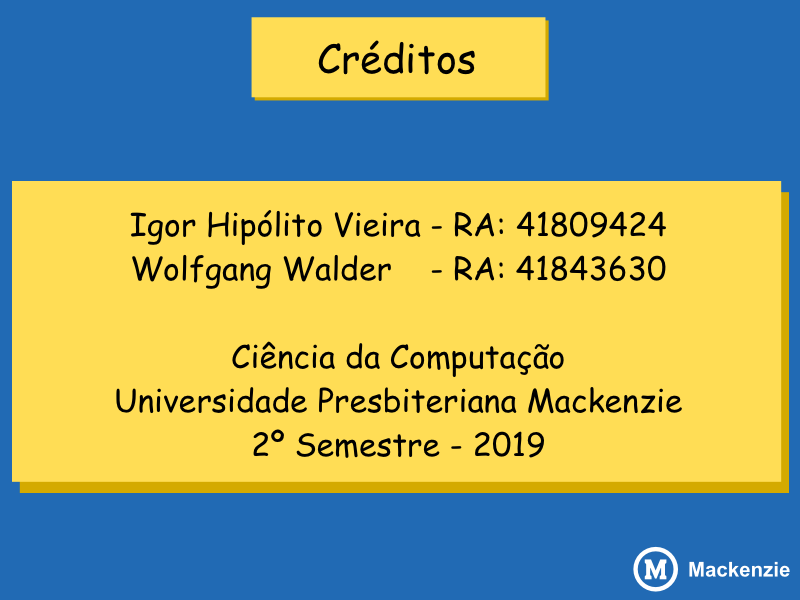 Créditos
Igor Hipólito Vieira - RA: 41809424
Wolfgang Walder - RA: 41843630
Ciência da Computação
Universidade Presbiteriana Mackenzie
2º Semestre - 2019
M Mackenzie